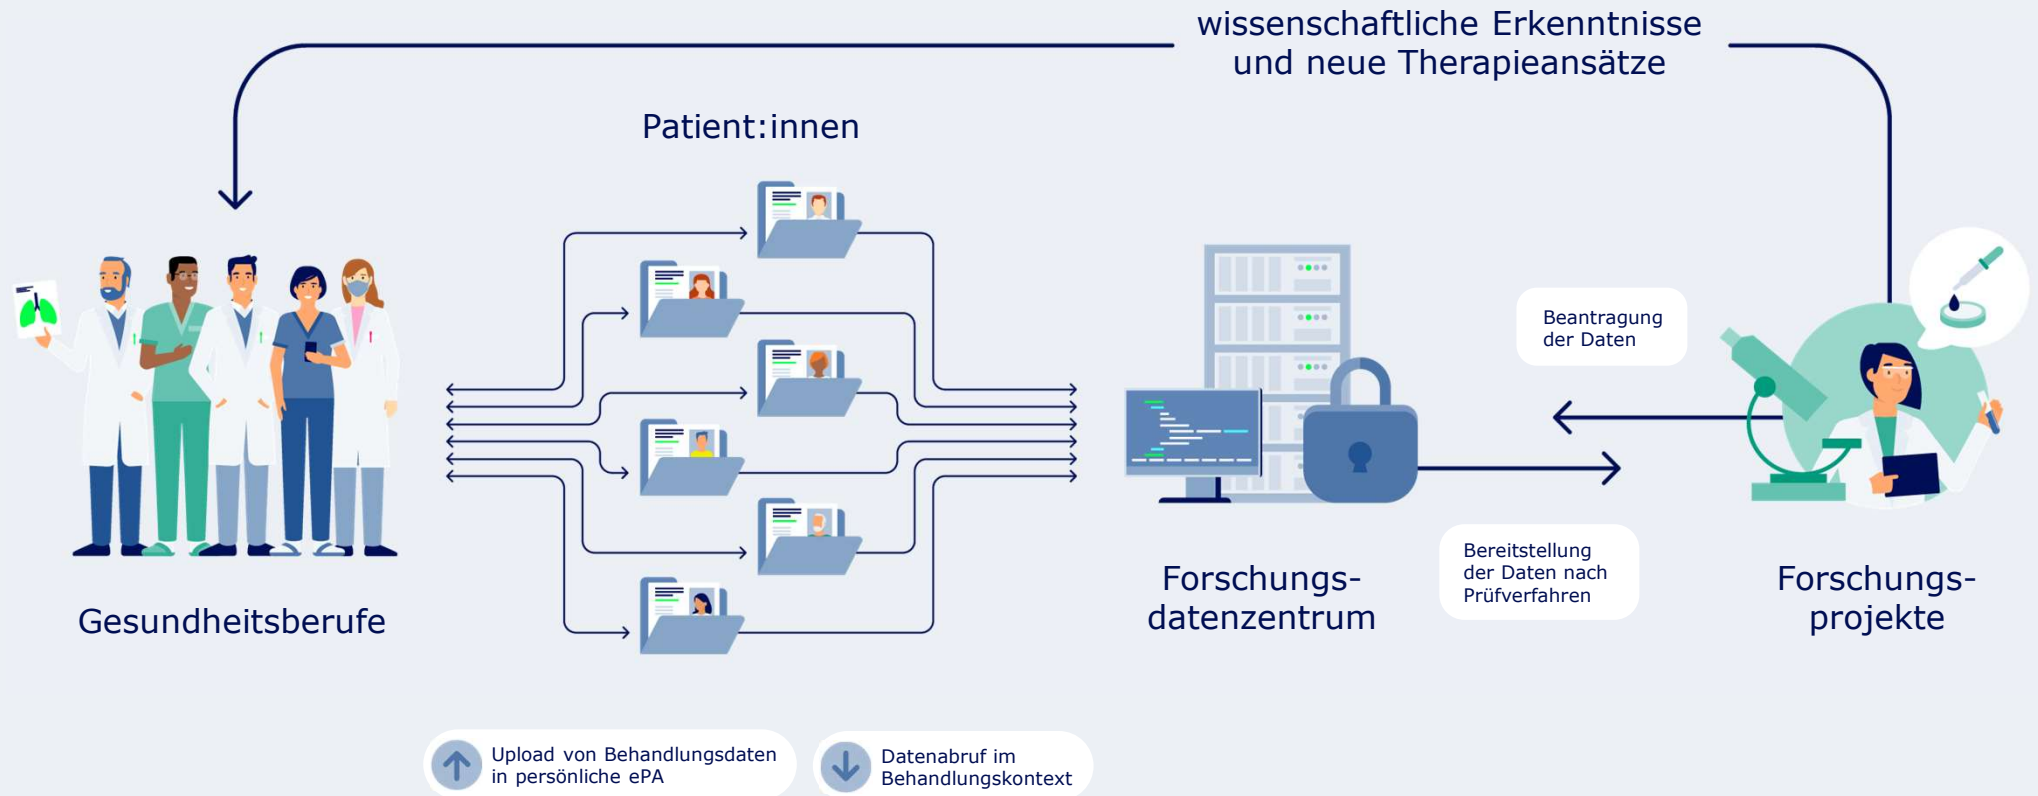 wissenschaftliche Erkenntnisse
und neue Therapieansätze
Patient:innen
Beantragung
der Daten
Bereitstellung
der Daten nach
Prüfverfahren
Gesundheitsberufe
Forschungs-
datenzentrum
Forschungs-
projekte
Upload von Behandlungsdaten
in persönliche ePA
Datenabruf im
Behandlungskontext